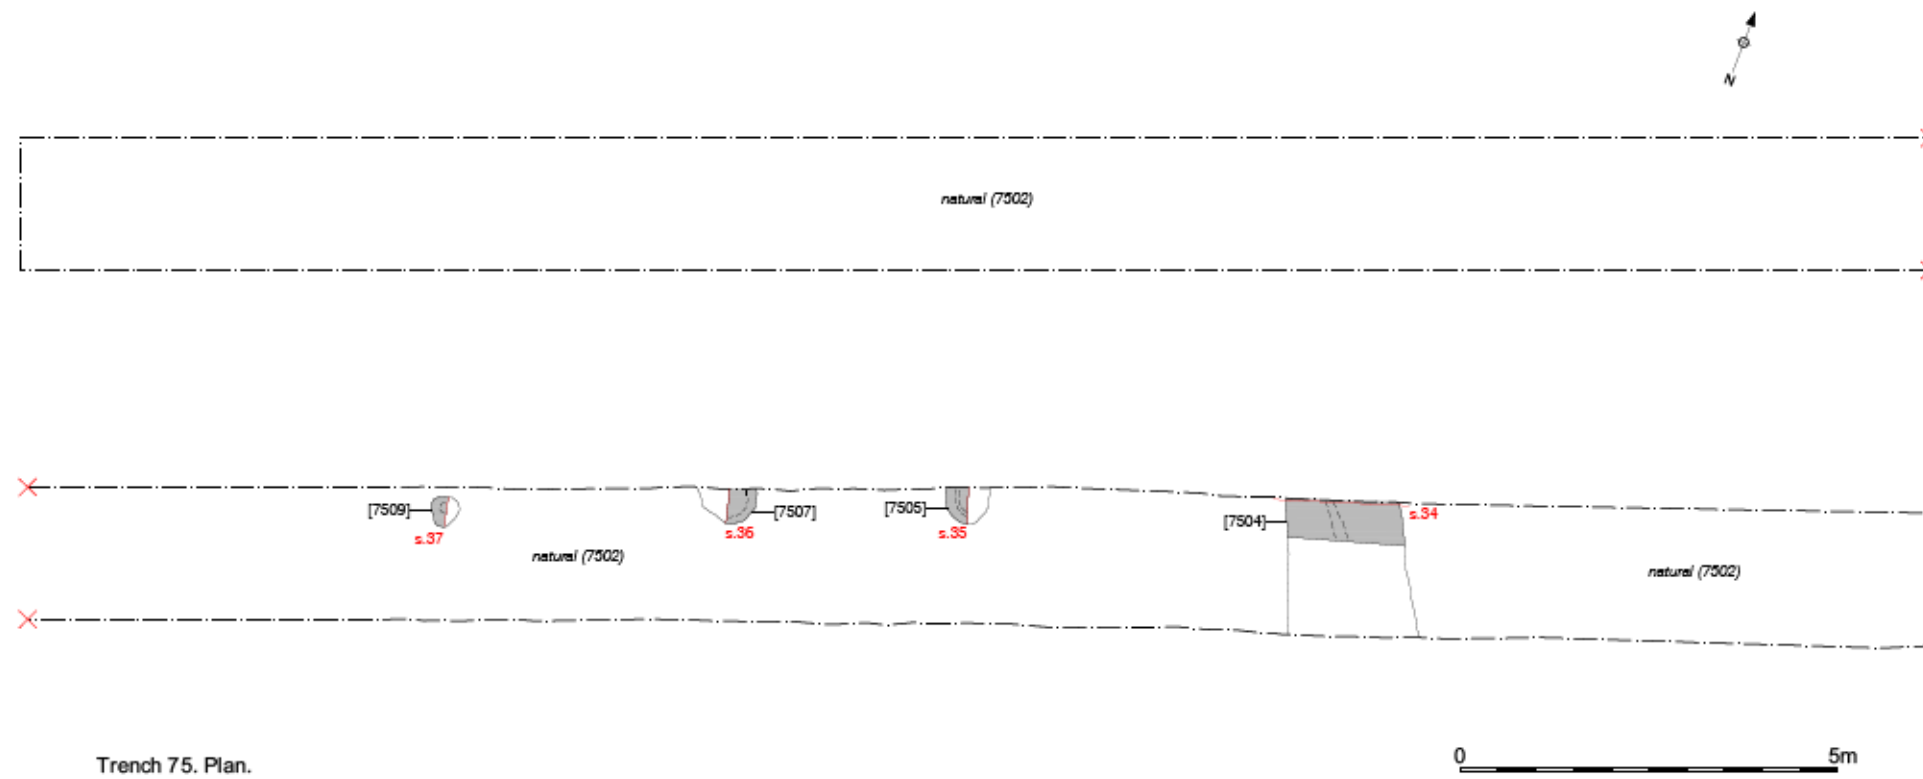 N
natural (7502)
[7509]
s.37
[7507]
s.36
[7505]
s.35
[7504]
s.34
natural (7502)
natural (7502)
Trench 75. Plan.
0 5m